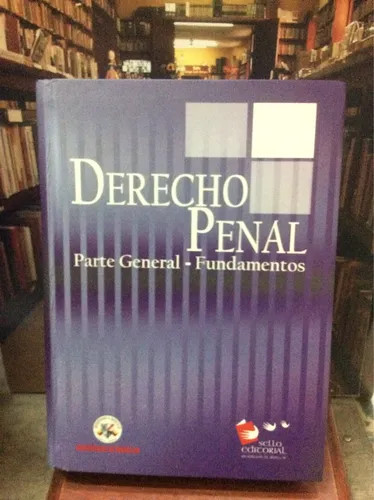 DERECHO
PENAL
Parte General - Fundamentos
sello
editorial